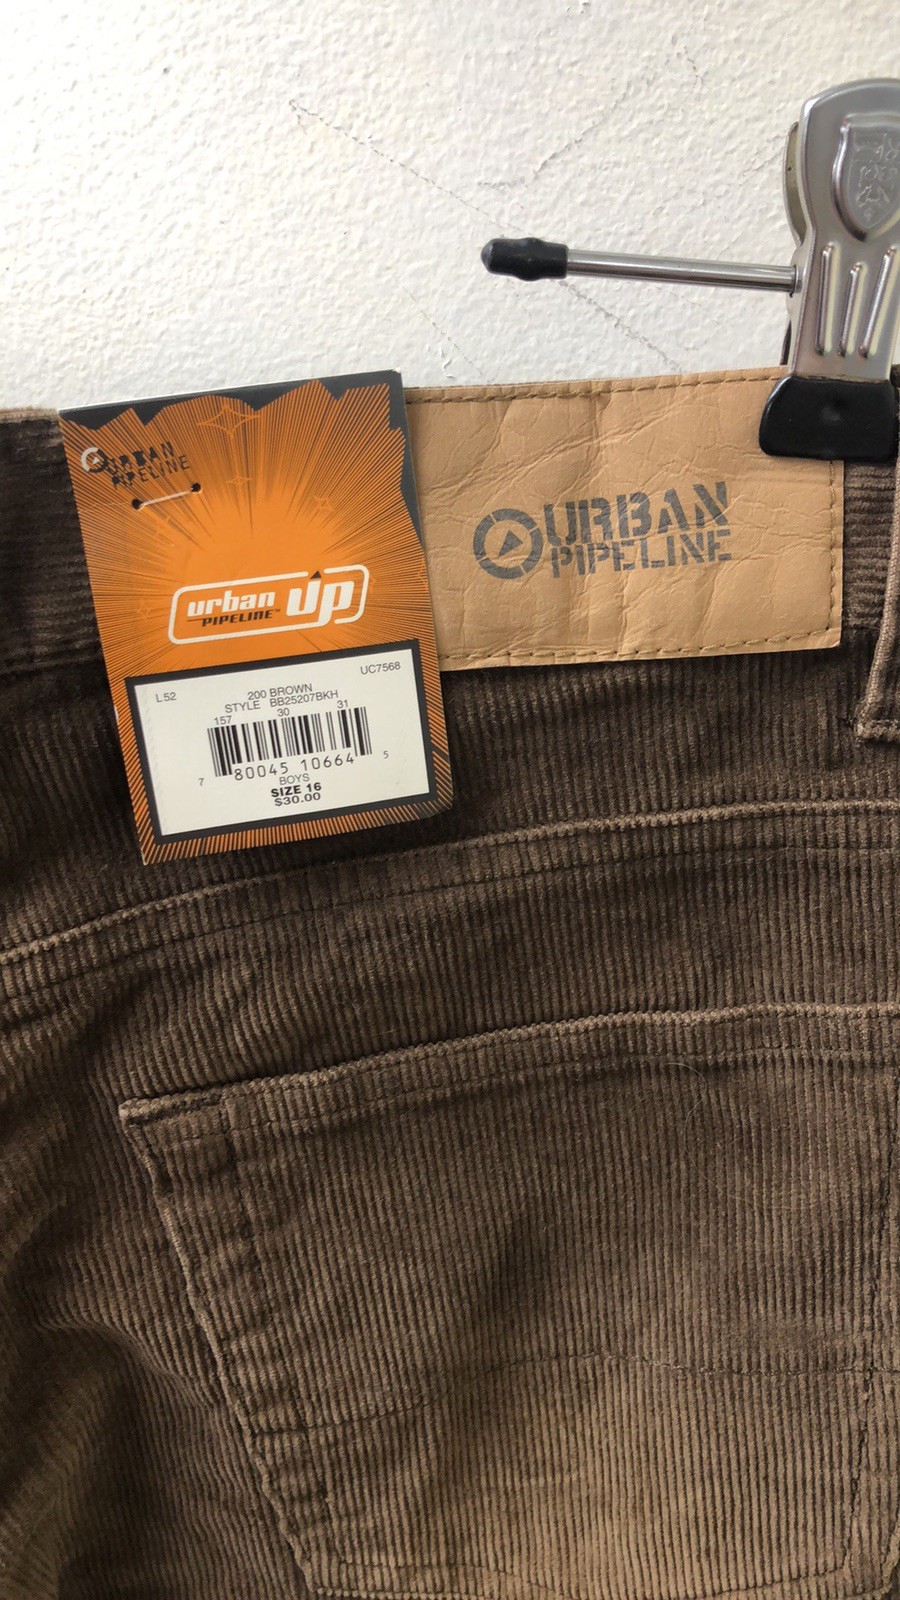 URBAN
PIPELINE
urban up
PIPELINE™
L52
200 BROWN
UC7568
STYLE BB25207BKH
157 30 31
7 80045 10664 5
BOYS
SIZE 16
$30.00
URBAN
PIPELINE